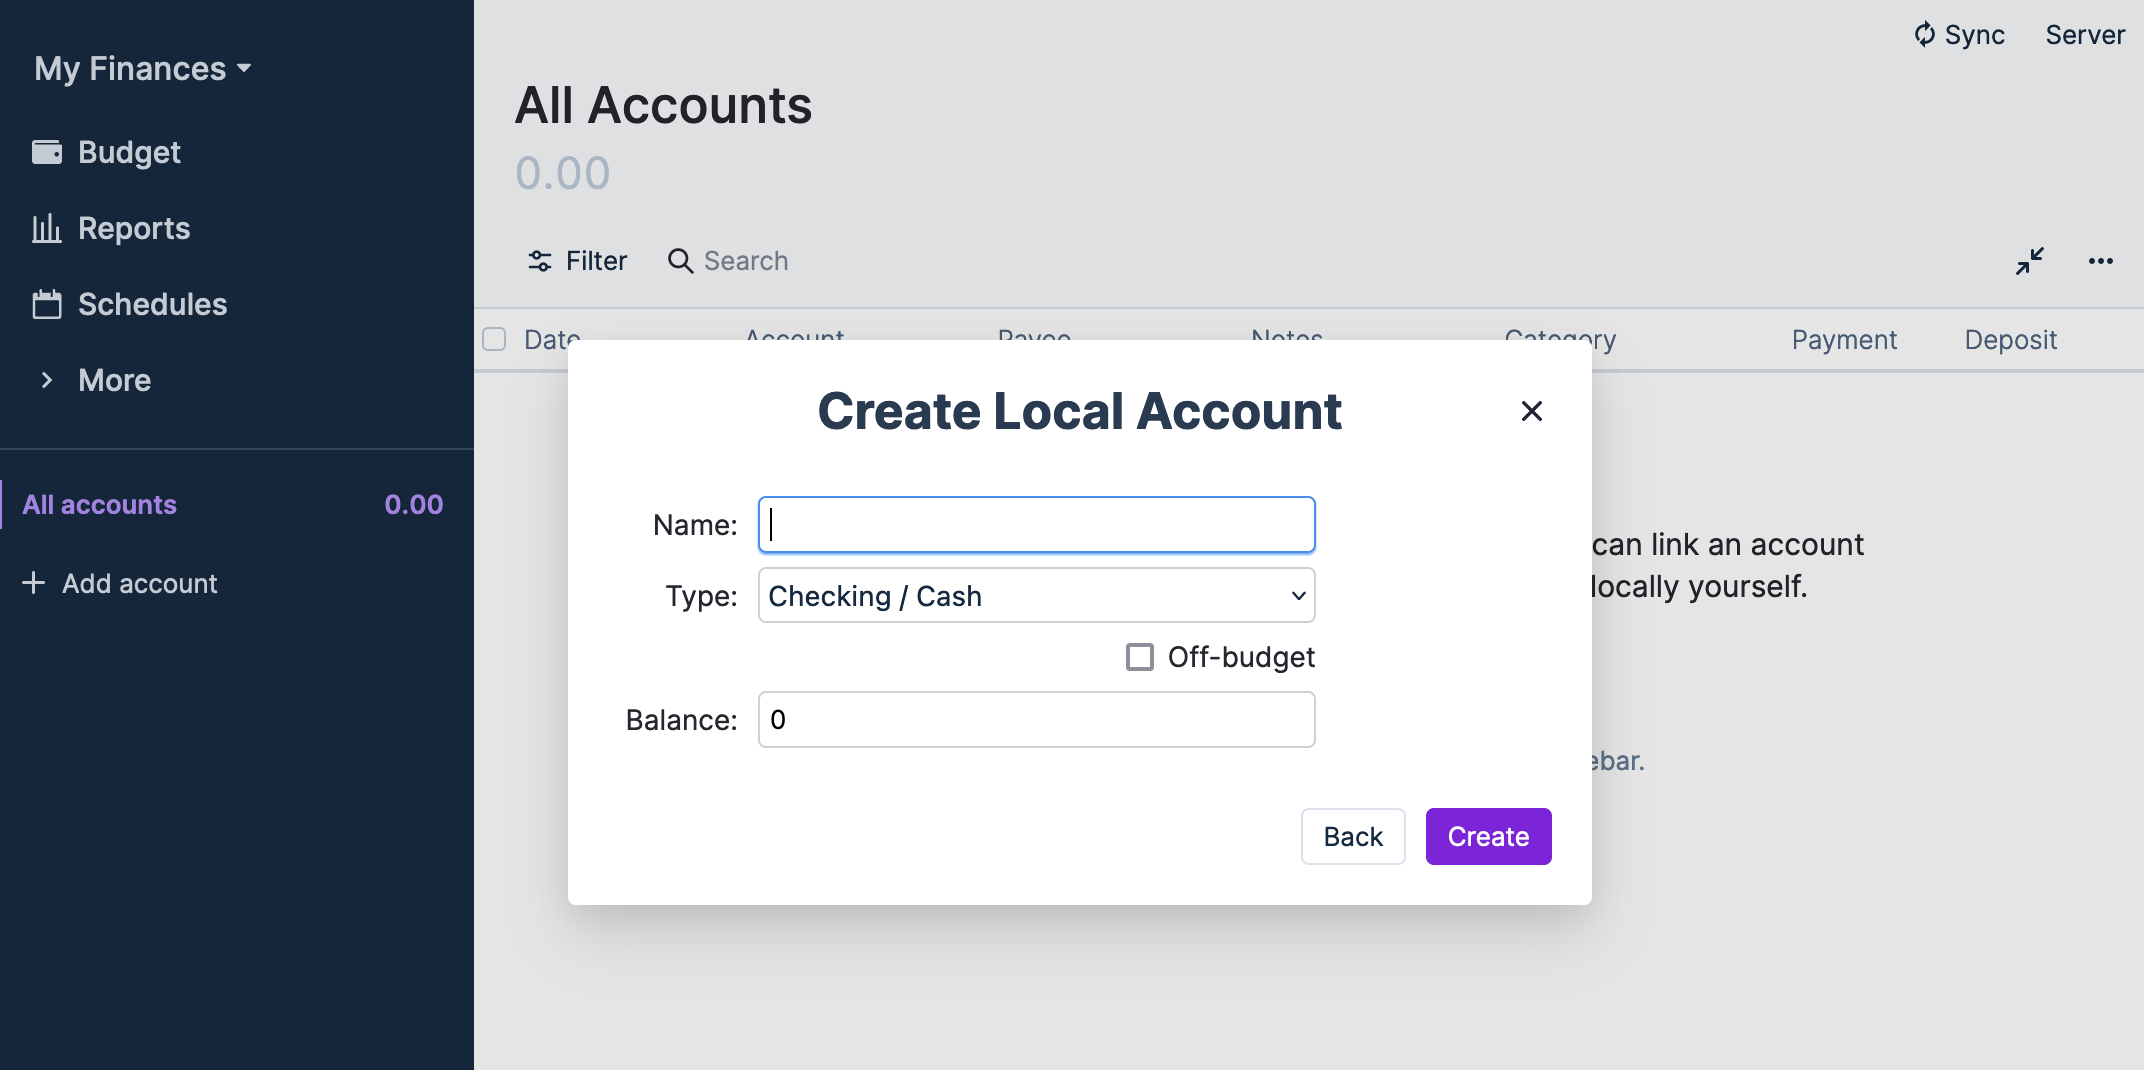 My Finances
Budget
Reports
Schedules
More
All accounts 0.00
Add account
Sync Server
All Accounts
0.00
Filter Search
Date Account Payee Notes Category Payment Deposit
Create Local Account
Name:
Type: Checking / Cash
Off-budget
Balance: 0
Back Create
can link an account
locally yourself.
ebar.